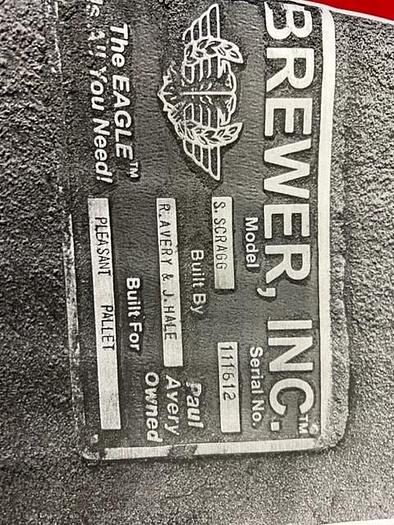 BREWER, INC.™
Model Serial No.
S. SCRAGG 111612
Built By
R. AVERY & J. HALE
Paul
Avery
Owned
Built For
The EAGLE™
Is All You Need!
PLEASANT PALLET